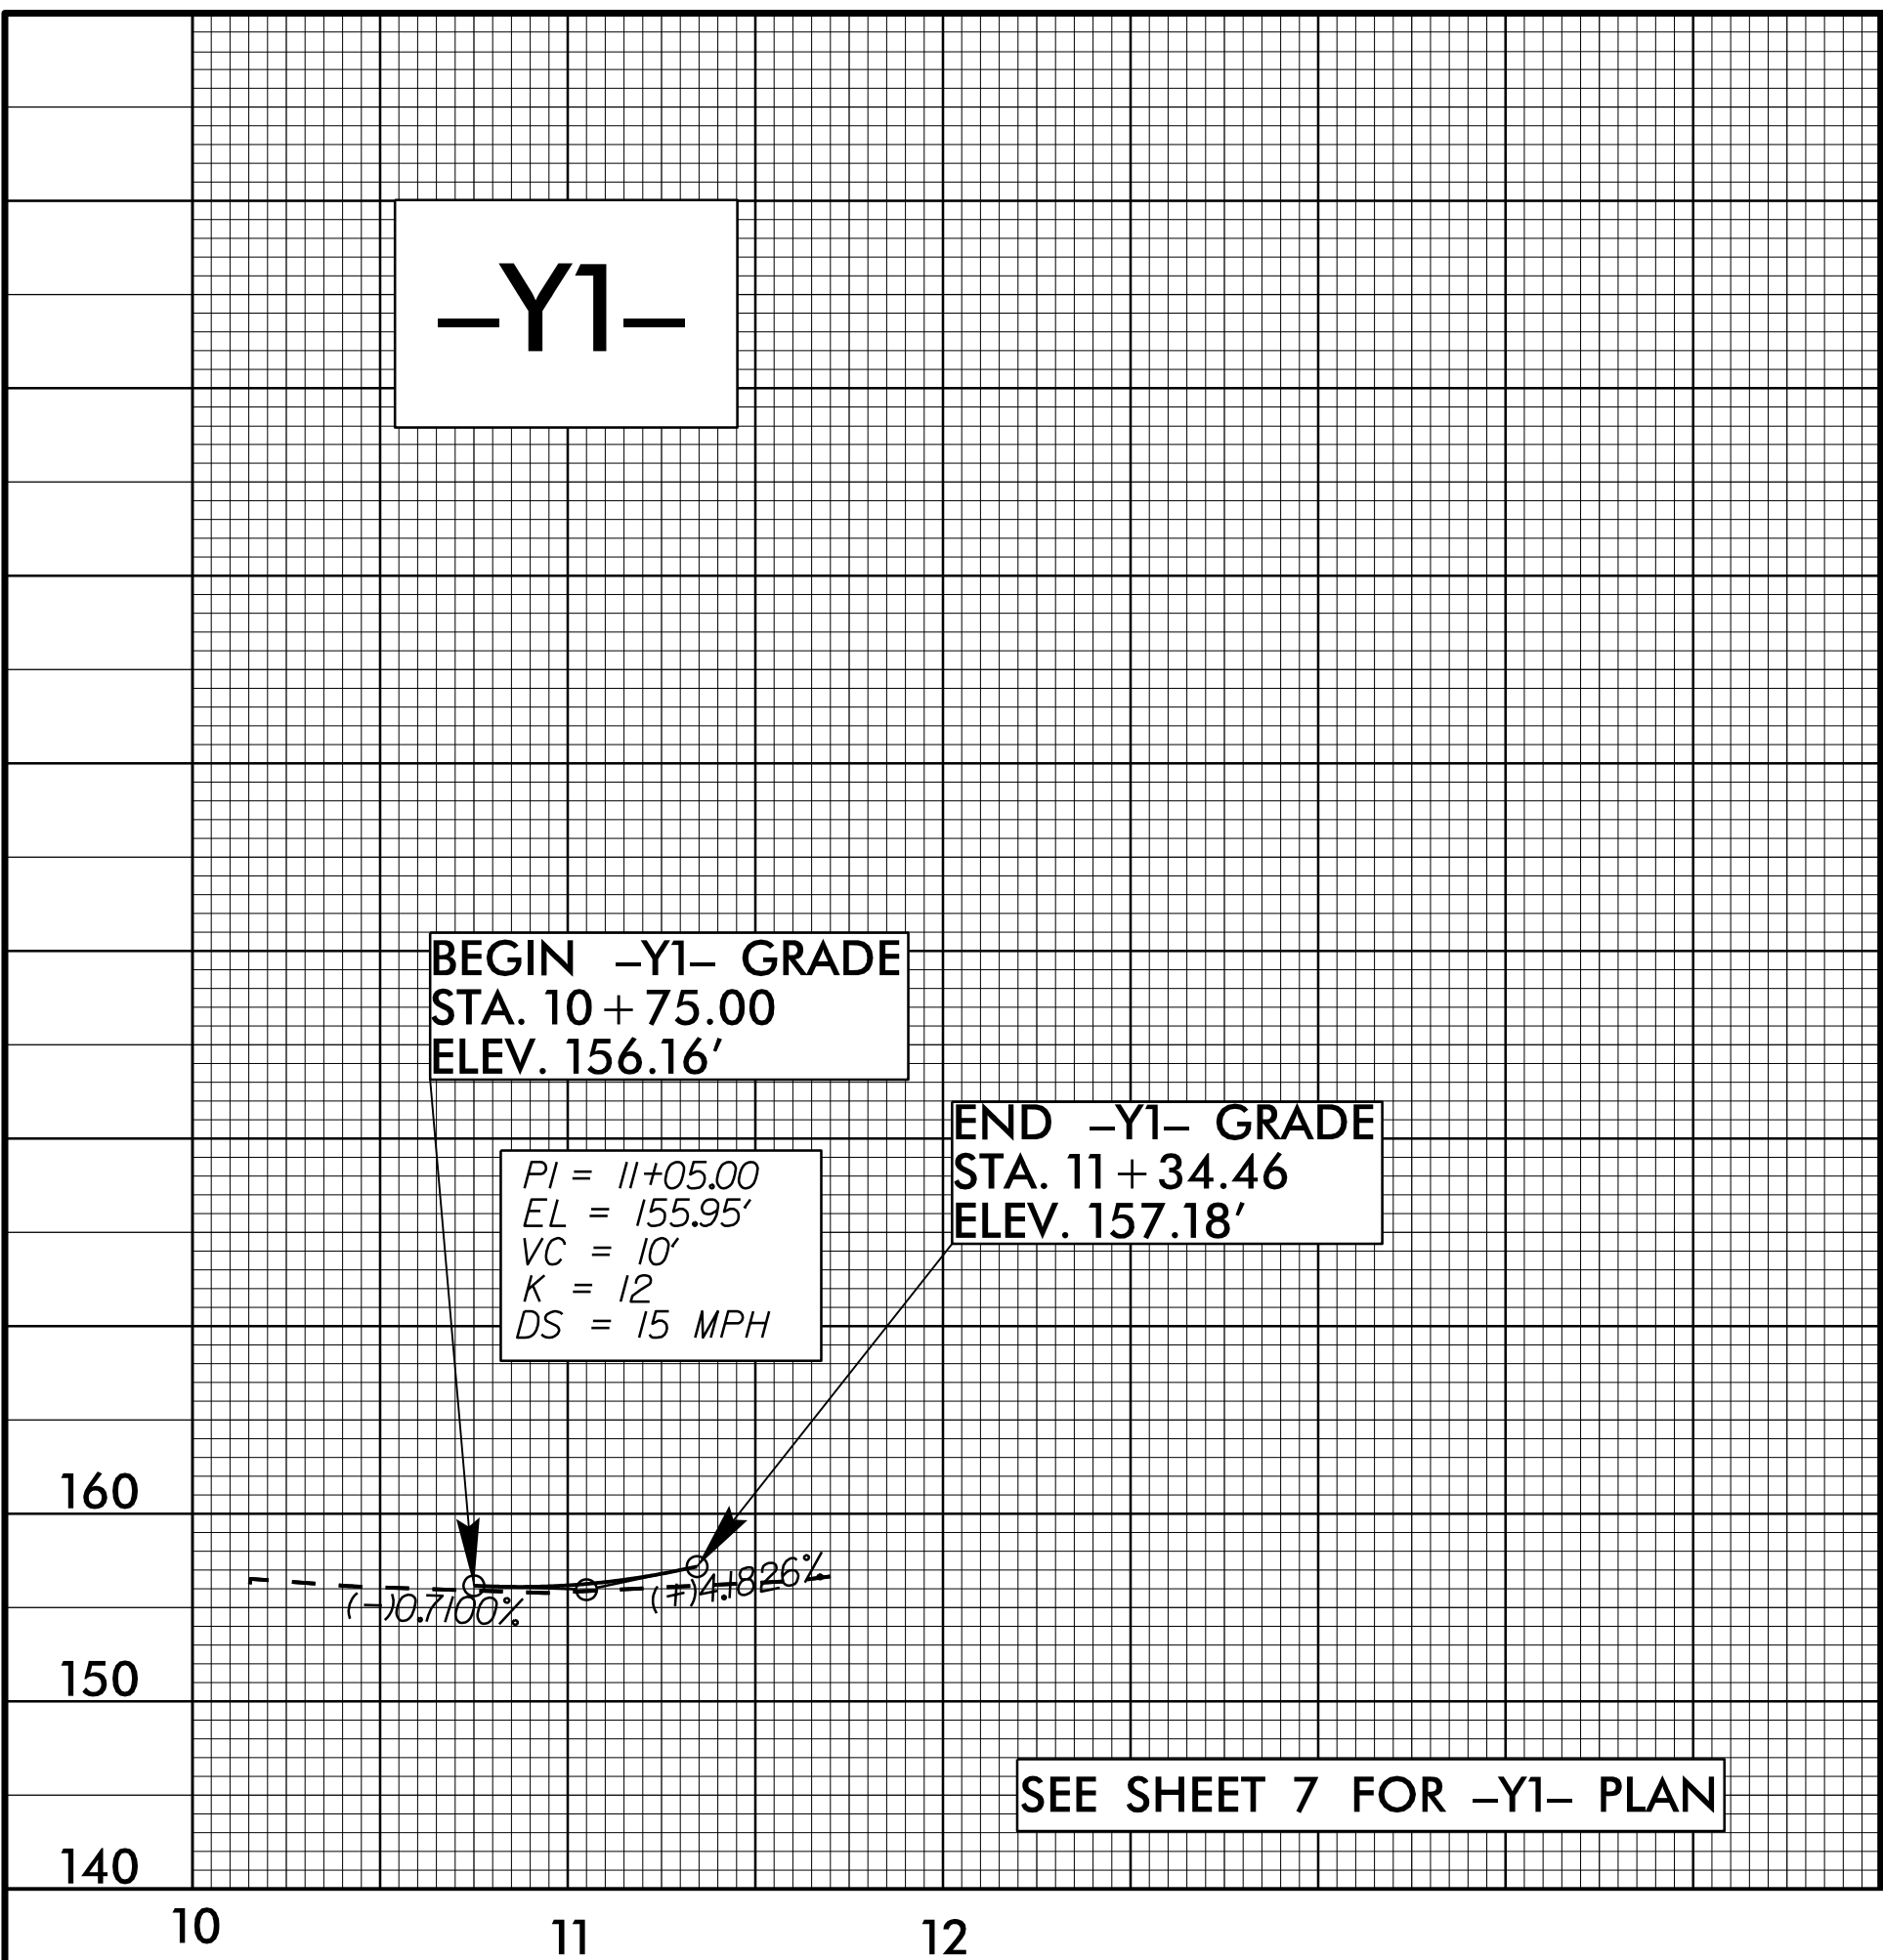 –Y1–
BEGIN –Y1– GRADE
STA. 10+75.00
ELEV. 156.16'
END –Y1– GRADE
STA. 11+34.46
ELEV. 157.18'
PI = 11+05.00
EL = 155.95'
VC = 10'
K = 12
DS = 15 MPH
160
(-)0.7100%
(+)4.1826%
150
SEE SHEET 7 FOR –Y1– PLAN
140
10 11 12